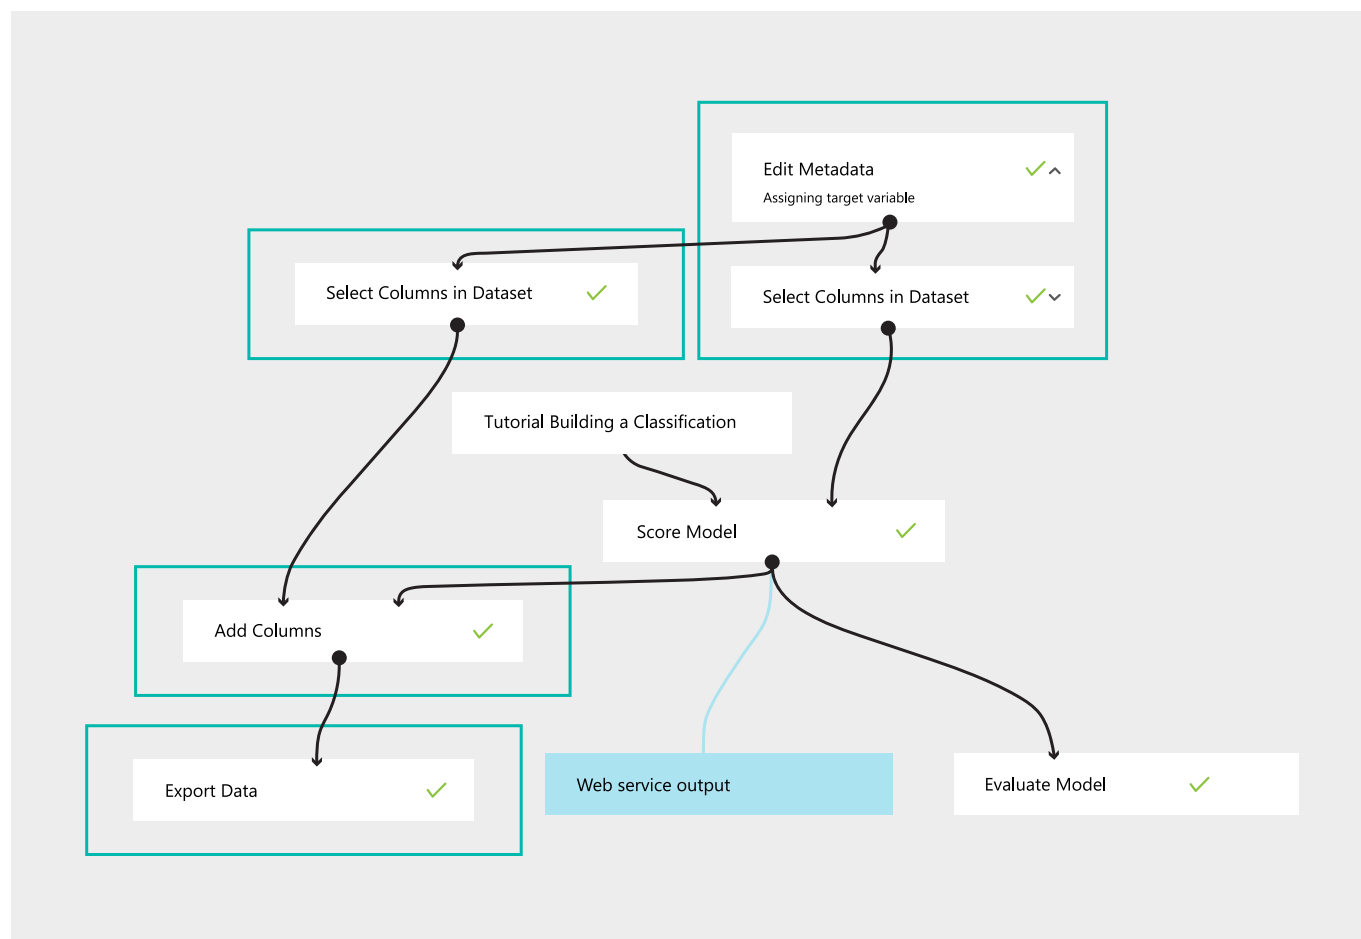 Edit Metadata
Assigning target variable
Select Columns in Dataset
Select Columns in Dataset
Tutorial Building a Classification
Score Model
Add Columns
Export Data
Web service output
Evaluate Model